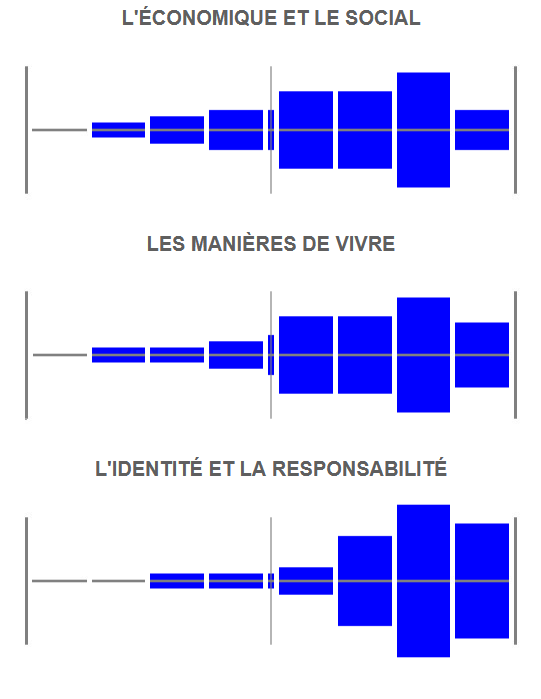 L'ÉCONOMIQUE ET LE SOCIAL
LES MANIÈRES DE VIVRE
L'IDENTITÉ ET LA RESPONSABILITÉ